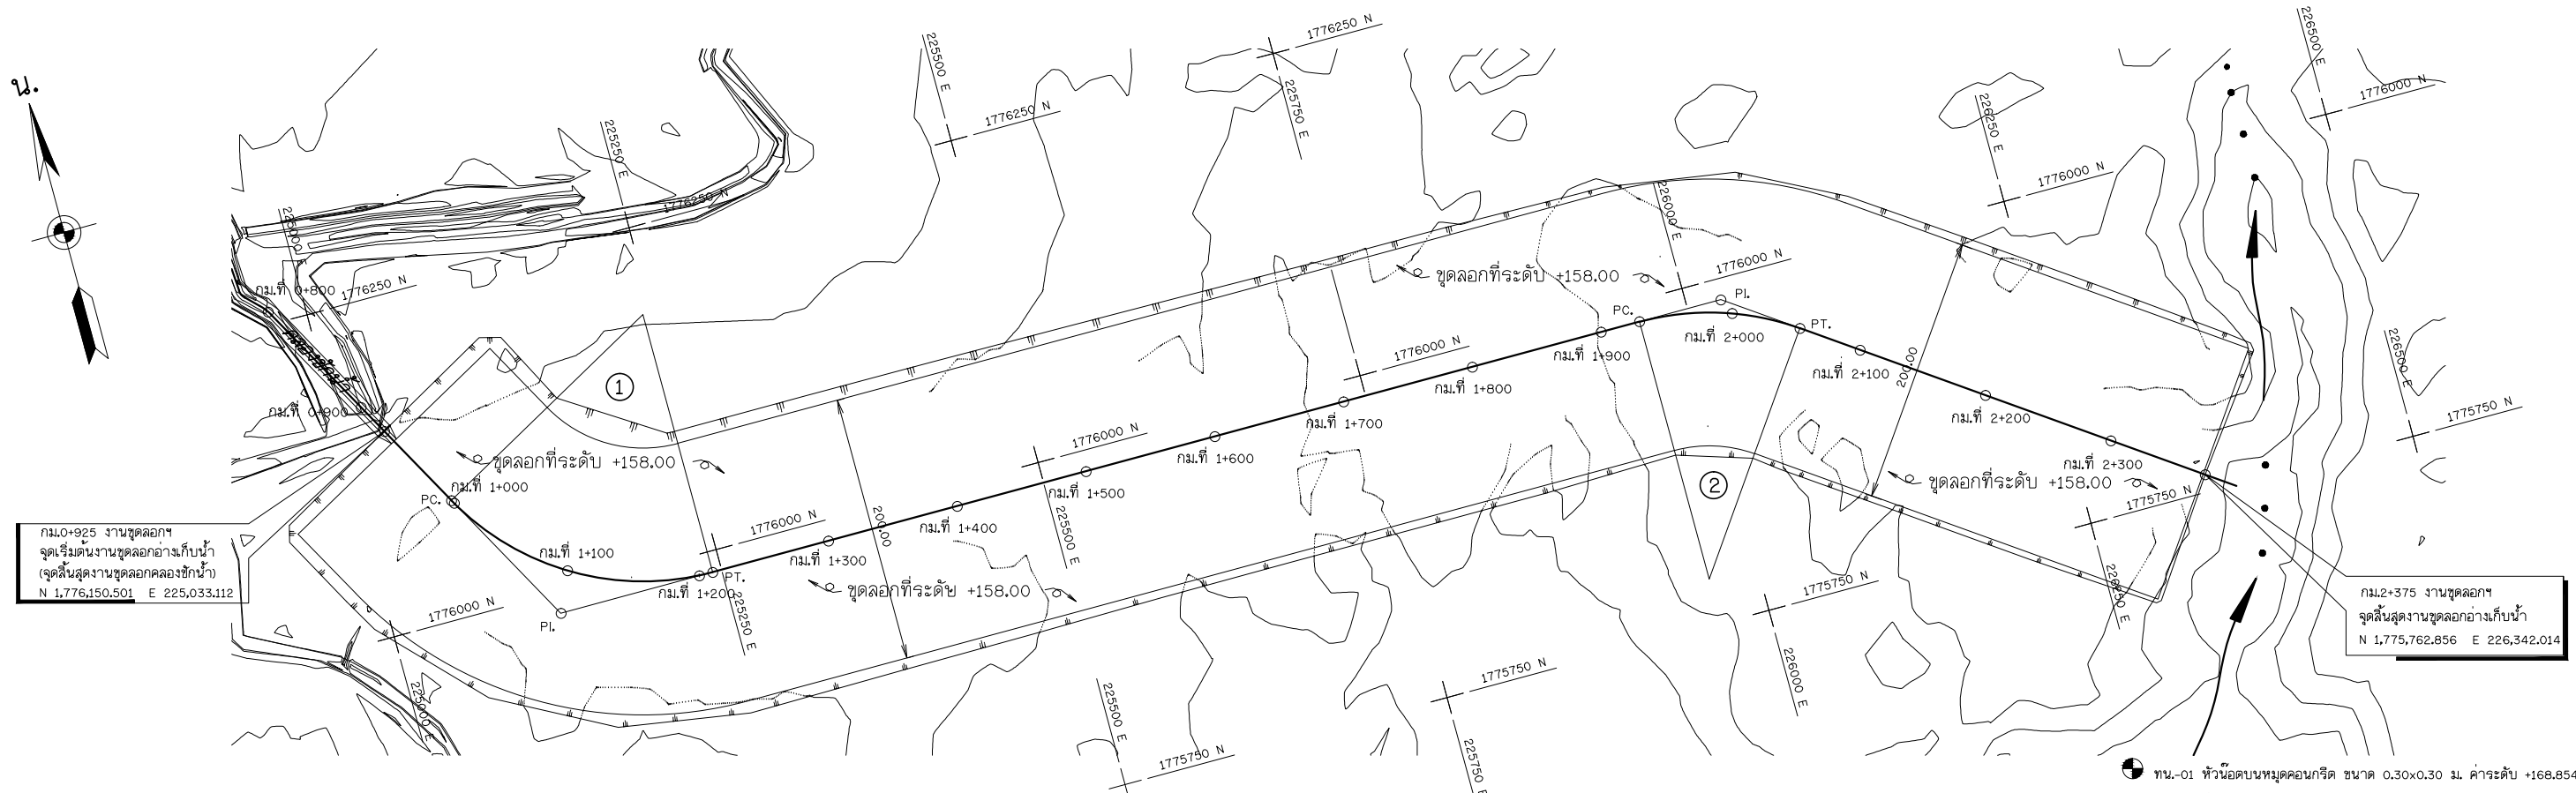 น.
225500 E
1776250 N
1776250 N
225750 E
226500 E
1776000 N
225250 E
1776250 N
226250 E
1776000 N
225000 E
กม.ที่ 0+800
1776250 N
คลองชักน้ำ
กม.ที่ 0+900
1776250 N
226000 E
1776000 N
ขุดลอกที่ระดับ +158.00
PC.
PI.
PT.
กม.ที่ 2+000
กม.ที่ 1+900
กม.ที่ 1+800
กม.ที่ 1+700
กม.ที่ 1+600
กม.ที่ 1+500
กม.ที่ 1+400
กม.ที่ 1+300
กม.ที่ 1+200
กม.ที่ 1+100
กม.ที่ 1+000
กม.ที่ 2+100
กม.ที่ 2+200
กม.ที่ 2+300
200.00
226500 E
1775750 N
1776000 N
1776000 N
1776000 N
1
2
ขุดลอกที่ระดับ +158.00
ขุดลอกที่ระดับ +158.00
ขุดลอกที่ระดับ +158.00
PC.
PT.
PI.
200.00
225500 E
225250 E
1775750 N
226250 E
1775750 N
226000 E
1776000 N
225000 E
กม.0+925 งานขุดลอกฯ
จุดเริ่มต้นงานขุดลอกอ่างเก็บน้ำ
(จุดสิ้นสุดงานขุดลอกคลองชักน้ำ)
N 1,776,150.501 E 225,033.112
กม.2+375 งานขุดลอกฯ
จุดสิ้นสุดงานขุดลอกอ่างเก็บน้ำ
N 1,775,762.856 E 226,342.014
225500 E
1775750 N
1775750 N
225750 E
ทน.-01 หัวน๊อตบนหมุดคอนกรีต ขนาด 0.30x0.30 ม. ค่าระดับ +168.854